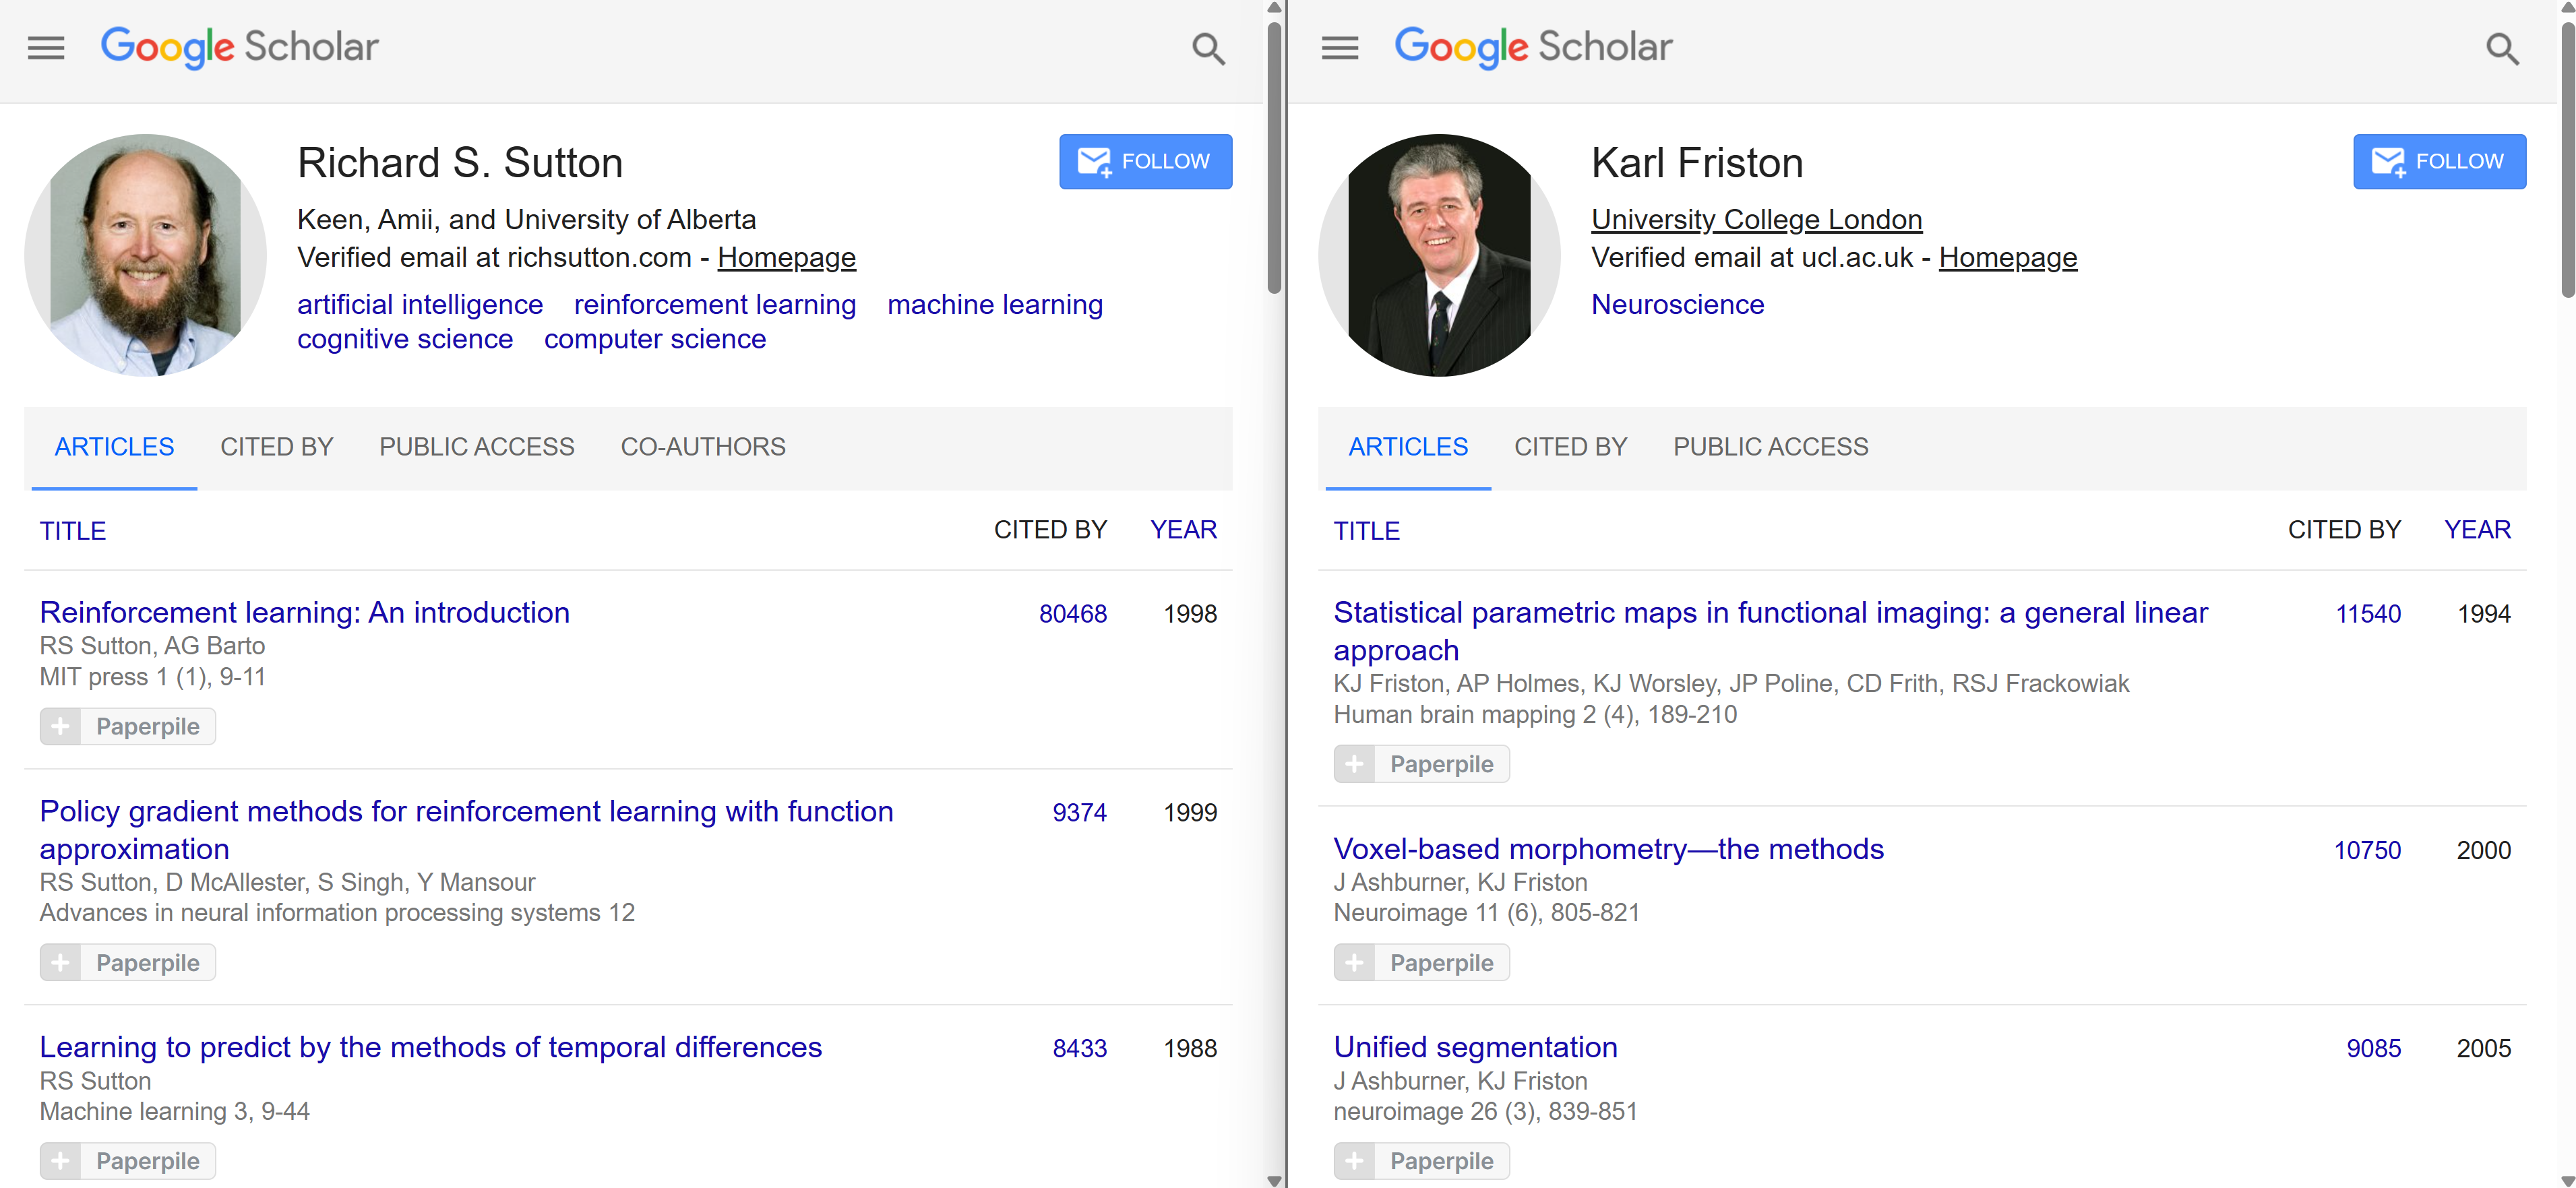 Google Scholar
Richard S. Sutton
FOLLOW
Keen, Amii, and University of Alberta
Verified email at richsutton.com - Homepage
artificial intelligence reinforcement learning machine learning
cognitive science computer science
ARTICLES CITED BY PUBLIC ACCESS CO-AUTHORS
TITLE CITED BY YEAR
Reinforcement learning: An introduction 80468 1998
RS Sutton, AG Barto
MIT press 1 (1), 9-11
+ Paperpile
Policy gradient methods for reinforcement learning with function 9374 1999
approximation
RS Sutton, D McAllester, S Singh, Y Mansour
Advances in neural information processing systems 12
+ Paperpile
Learning to predict by the methods of temporal differences 8433 1988
RS Sutton
Machine learning 3, 9-44
+ Paperpile
Google Scholar
Karl Friston
FOLLOW
University College London
Verified email at ucl.ac.uk - Homepage
Neuroscience
ARTICLES CITED BY PUBLIC ACCESS
TITLE CITED BY YEAR
Statistical parametric maps in functional imaging: a general linear 11540 1994
approach
KJ Friston, AP Holmes, KJ Worsley, JP Poline, CD Frith, RSJ Frackowiak
Human brain mapping 2 (4), 189-210
+ Paperpile
Voxel-based morphometry—the methods 10750 2000
J Ashburner, KJ Friston
Neuroimage 11 (6), 805-821
+ Paperpile
Unified segmentation 9085 2005
J Ashburner, KJ Friston
neuroimage 26 (3), 839-851
+ Paperpile